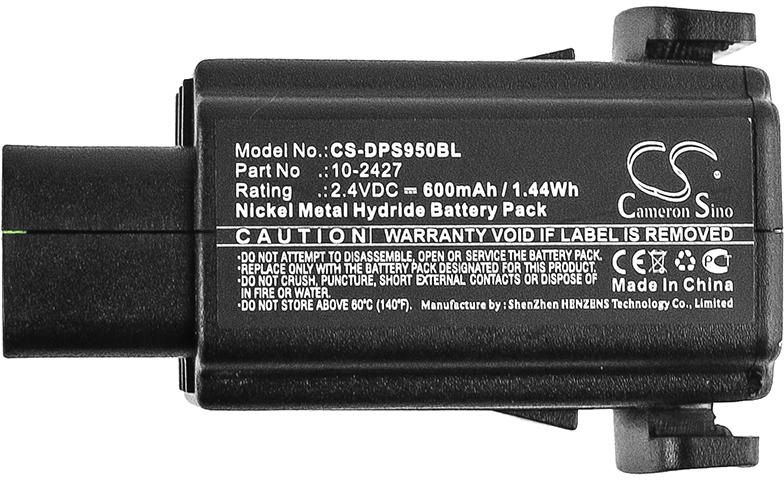 Model No.:CS-DPS950BL
Part No .:10-2427
Rating .:2.4VDC ⎓ 600mAh / 1.44Wh
Nickel Metal Hydride Battery Pack
CS
Cameron Sino
CAUTION WARRANTY VOID IF LABEL IS REMOVED
•DO NOT ATTEMPT TO DISASSEMBLE, OPEN OR SERVICE THE BATTERY PACK.
•REPLACE ONLY WITH THE BATTERY PACK DESIGNATED FOR THIS PRODUCT.
•DO NOT CRUSH, PUNCTURE, SHORT EXTERNAL CONTACTS OR DISPOSE OF
IN FIRE OR WATER.
•DO NOT STORE ABOVE 60°C (140°F). Manufacture by : ShenZhen HENZENS Technology Co., Limited
CE
Made In China